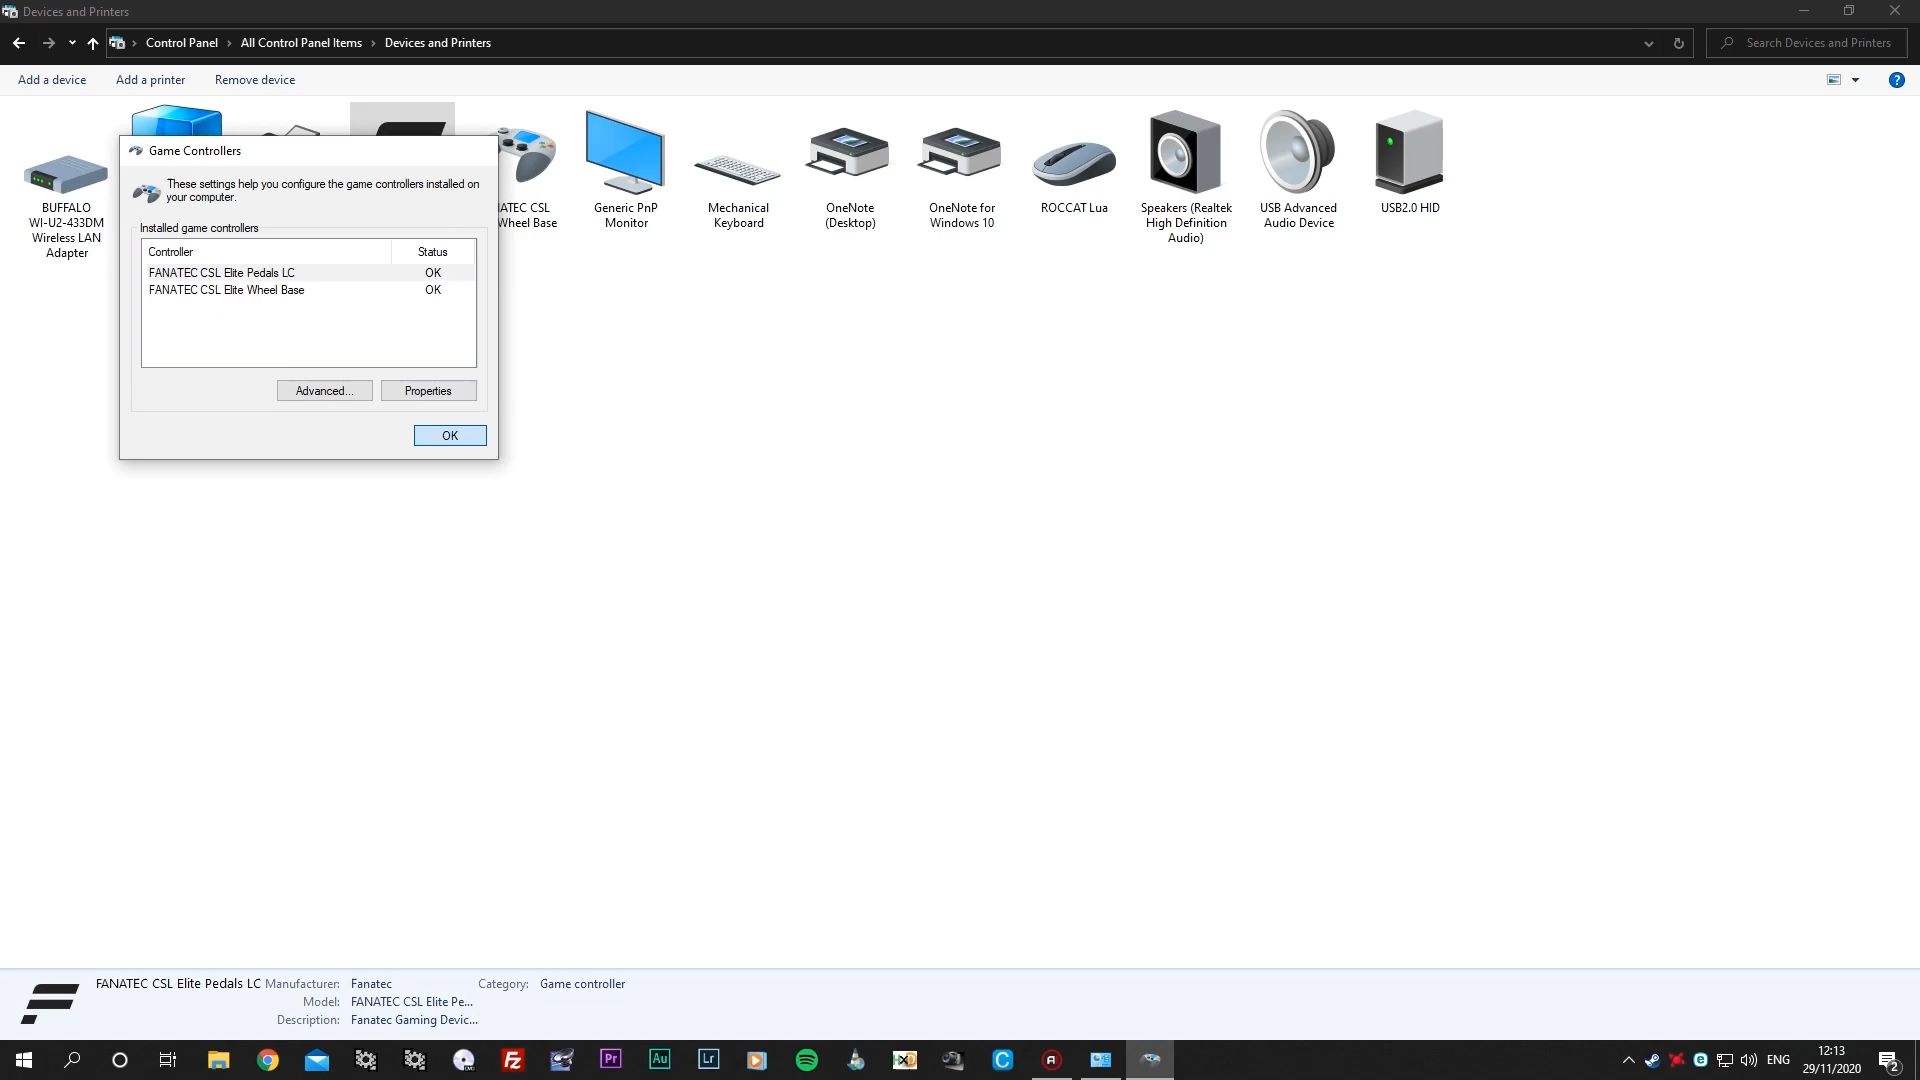 Devices and Printers
Control Panel › All Control Panel Items › Devices and Printers
Search Devices and Printers
Add a device
Add a printer
Remove device
?
Game Controllers
These settings help you configure the game controllers installed on
your computer.
Installed game controllers
Controller Status
FANATEC CSL Elite Pedals LC OK
FANATEC CSL Elite Wheel Base OK
Advanced...
Properties
OK
BUFFALO
WI-U2-433DM
Wireless LAN
Adapter
ATEC CSL
Wheel Base
Generic PnP
Monitor
Mechanical
Keyboard
OneNote
(Desktop)
OneNote for
Windows 10
ROCCAT Lua
Speakers (Realtek
High Definition
Audio)
USB Advanced
Audio Device
USB2.0 HID
FANATEC CSL Elite Pedals LC
Manufacturer: Fanatec
Category: Game controller
Model: FANATEC CSL Elite Pe...
Description: Fanatec Gaming Devic...
DVD
Fz
Pr
Au
Lr
C
A
e
ENG
12:13
29/11/2020
2